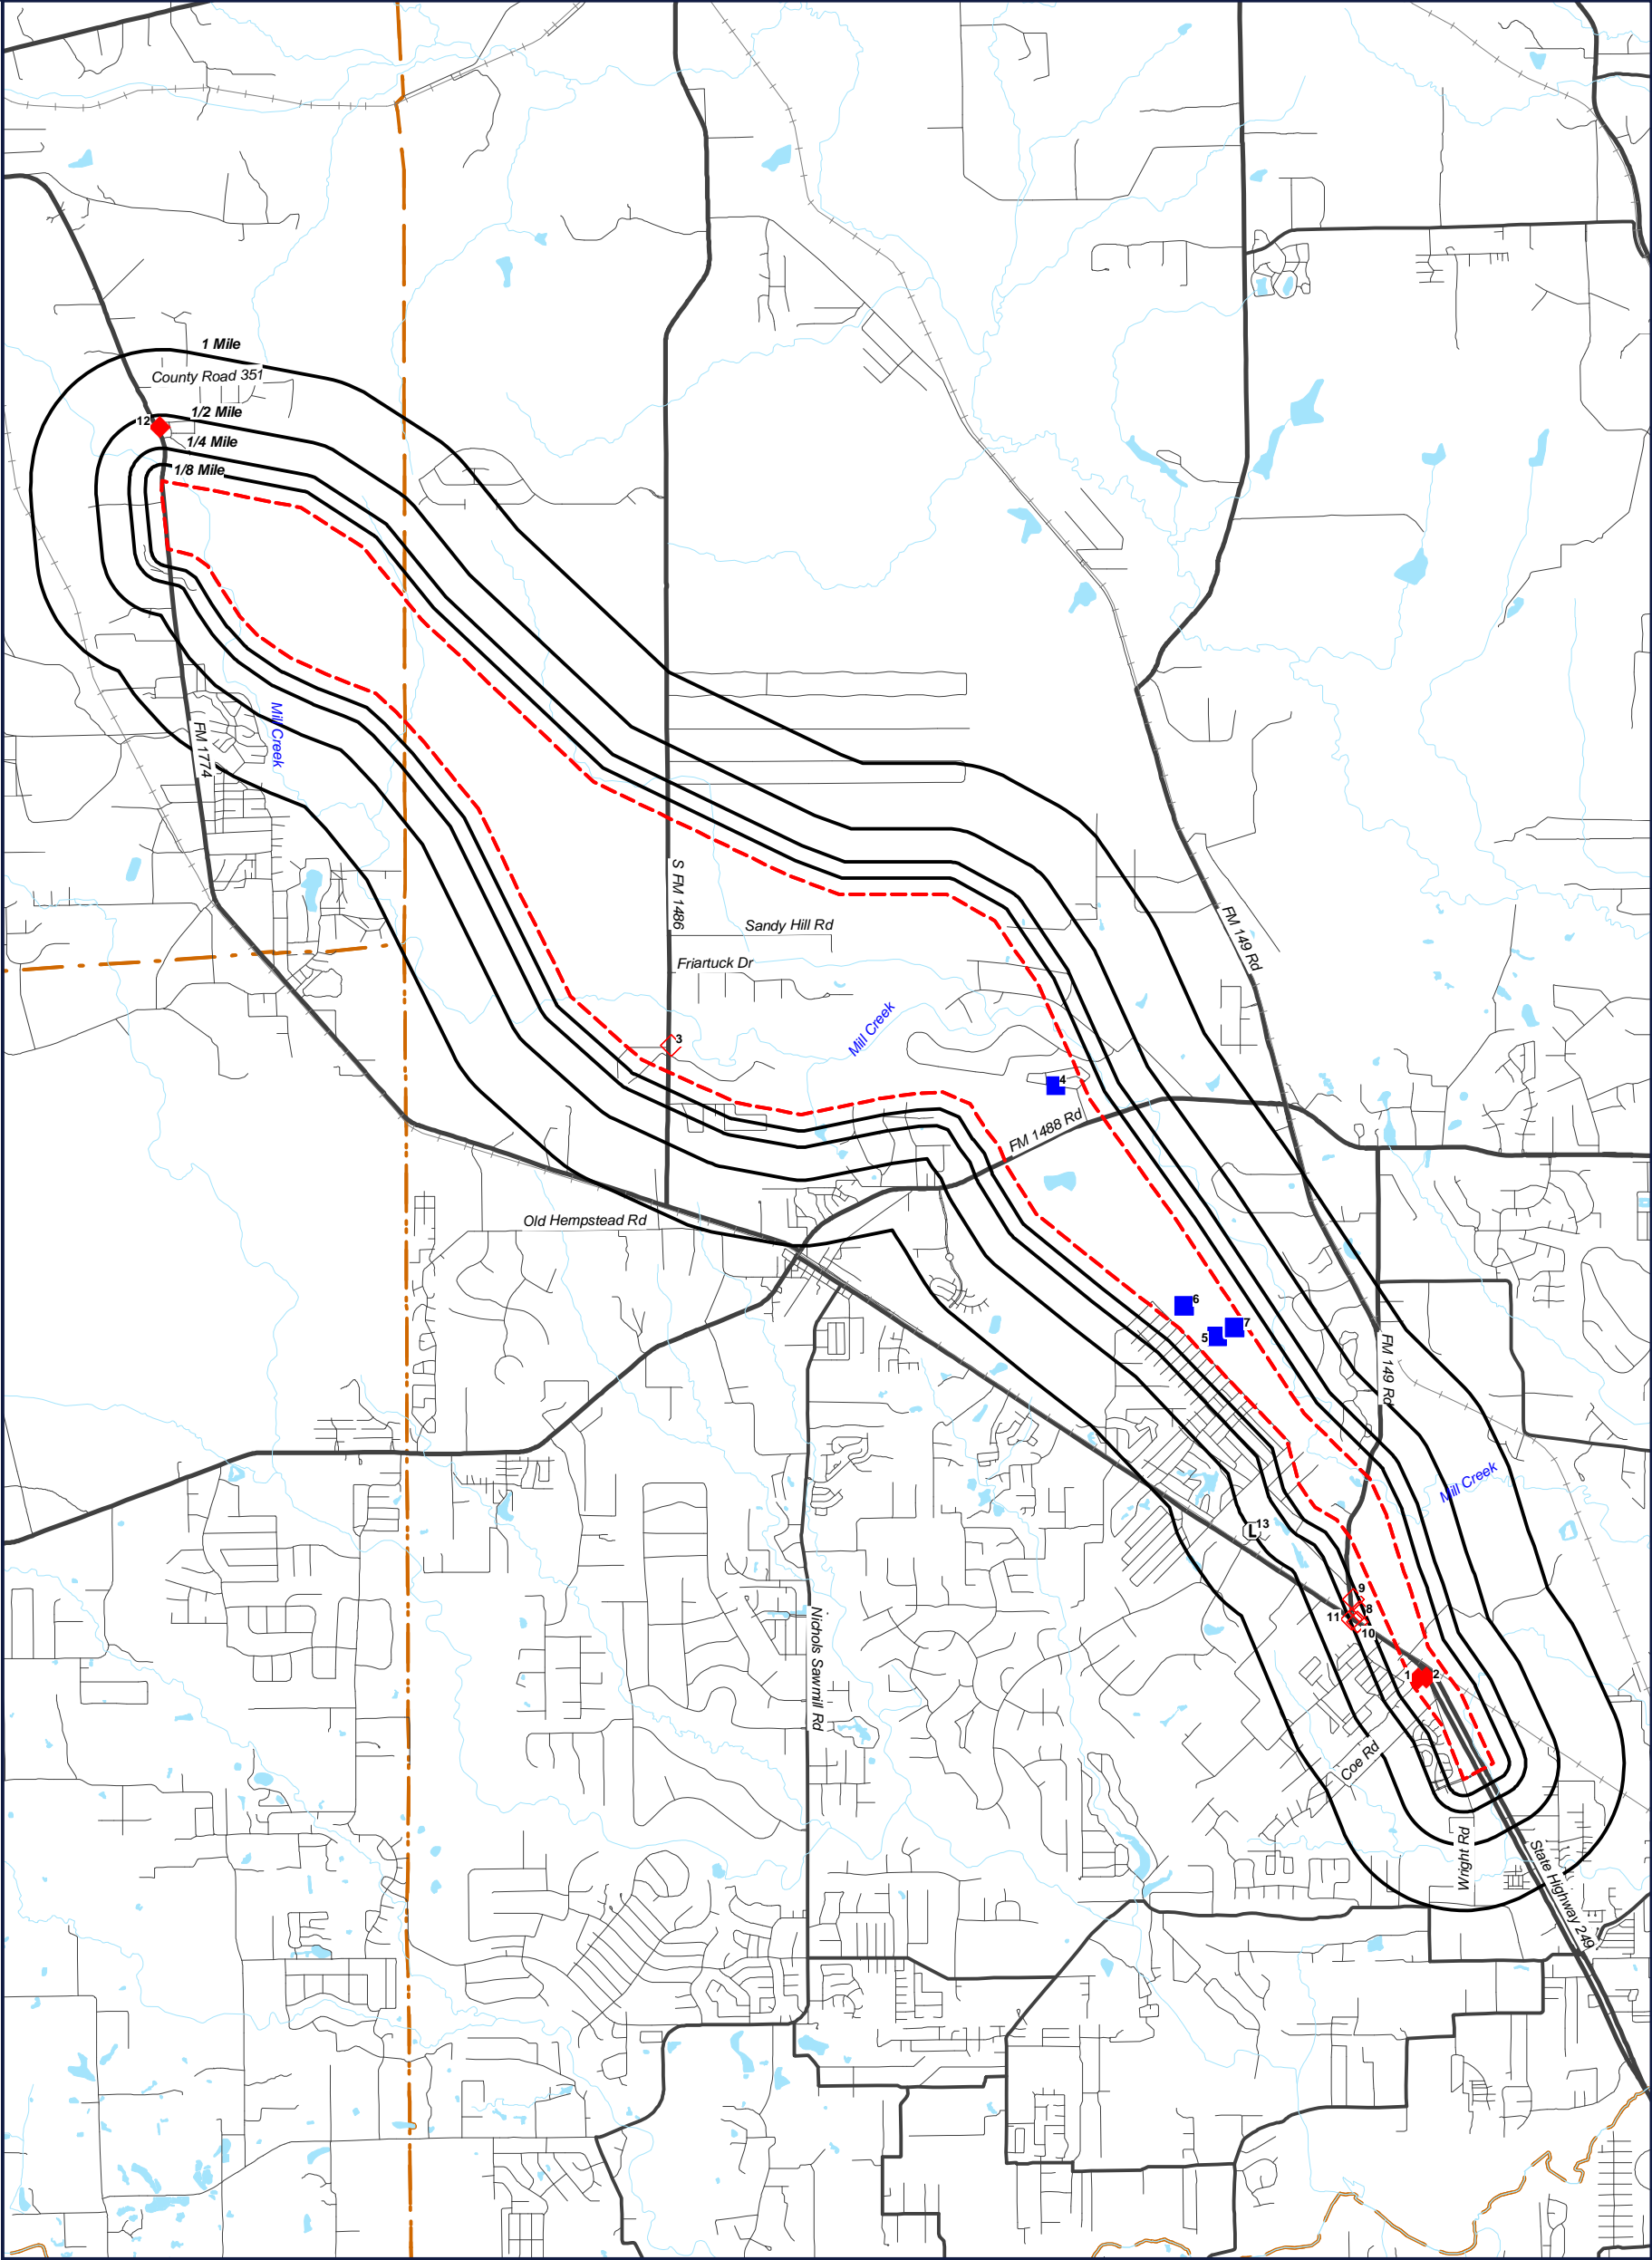 1 Mile
County Road 351
1/2 Mile
12
1/4 Mile
1/8 Mile
Mill Creek
FM 1774
S FM 1486
Sandy Hill Rd
FM 149 Rd
Friartuck Dr
Mill Creek
3
4
FM 1488 Rd
Old Hempstead Rd
6
7
5
FM 149 Rd
Mill Creek
L
13
9
8
11
10
Nichols Sawmill Rd
1
2
Coe Rd
Wright Rd
State Highway 249